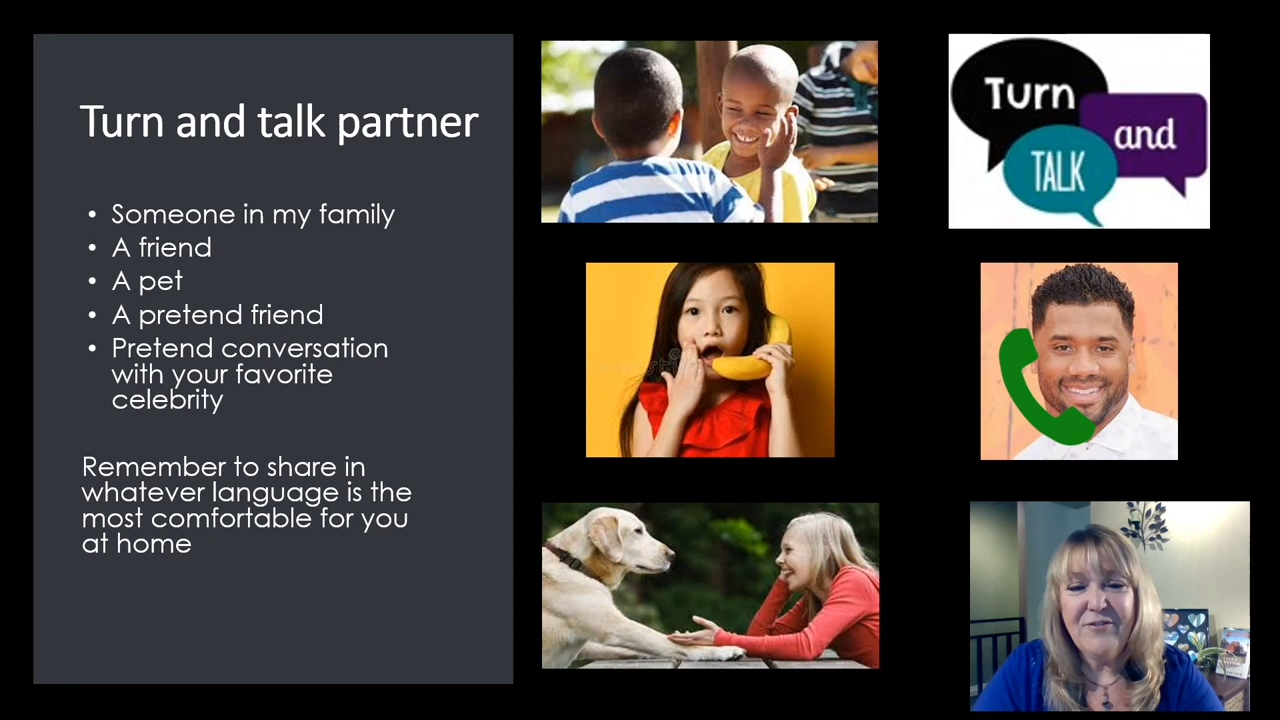 Turn and talk partner
• Someone in my family
• A friend
• A pet
• A pretend friend
• Pretend conversation
with your favorite
celebrity
Remember to share in
whatever language is the
most comfortable for you
at home
Turn
and
TALK